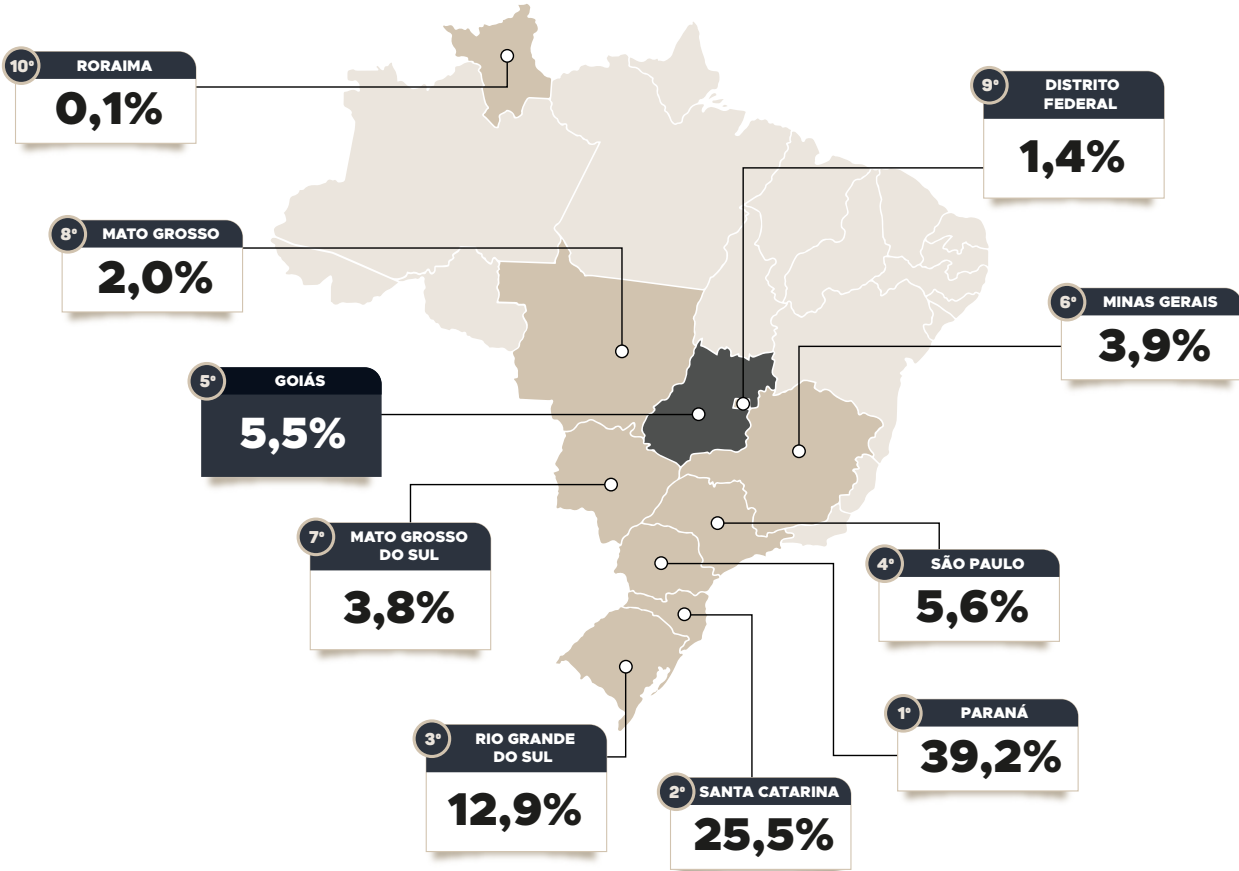 10º
RORAIMA
0,1%
9º
DISTRITO
FEDERAL
1,4%
8º
MATO GROSSO
2,0%
6º
MINAS GERAIS
3,9%
5º
GOIÁS
5,5%
7º
MATO GROSSO
DO SUL
3,8%
4º
SÃO PAULO
5,6%
1º
PARANÁ
39,2%
3º
RIO GRANDE
DO SUL
12,9%
2º
SANTA CATARINA
25,5%